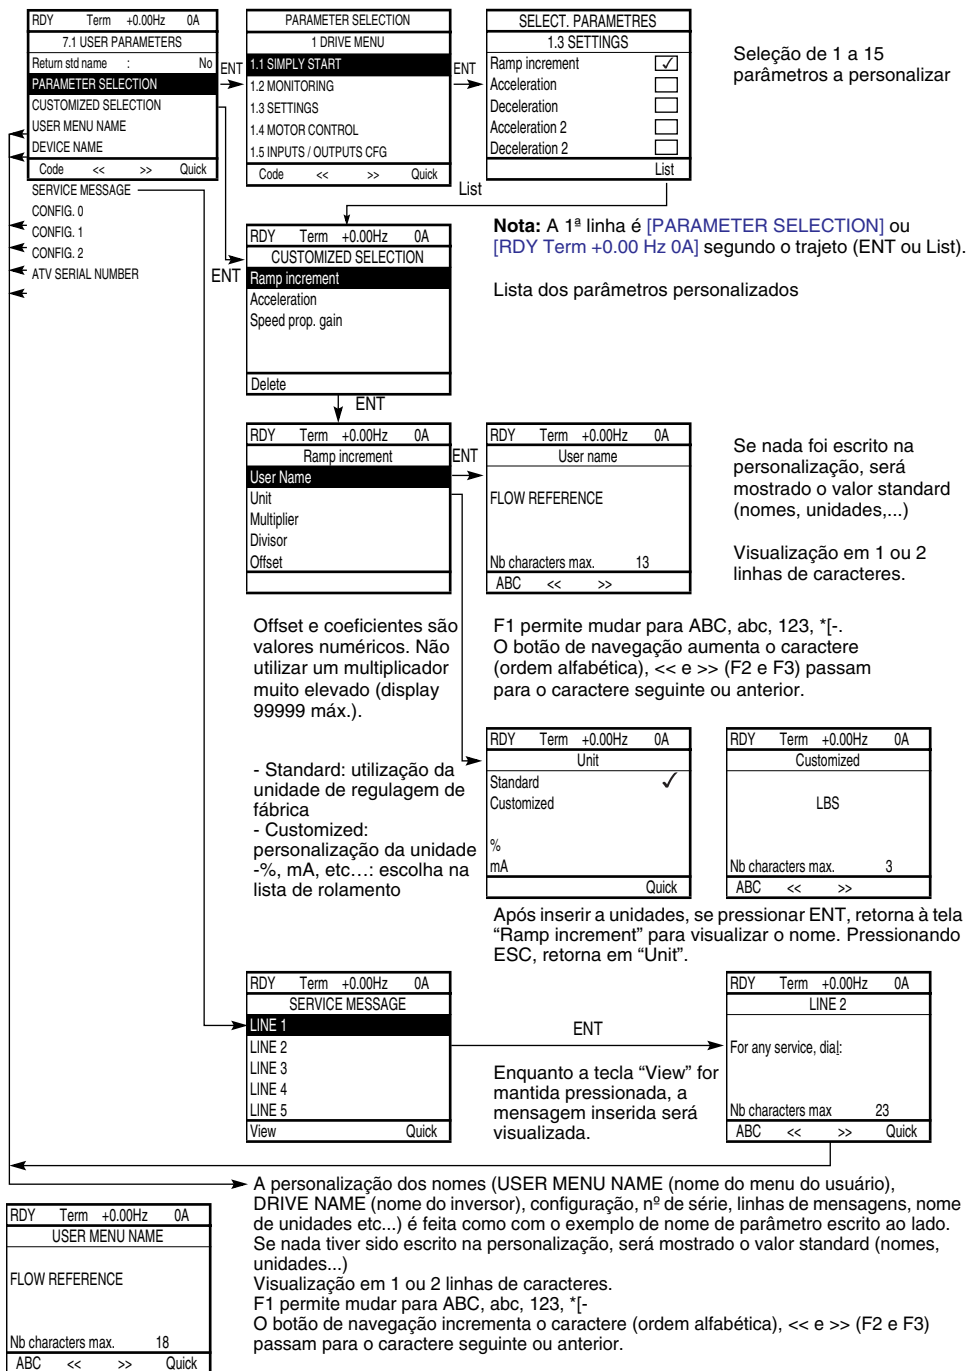 RDY Term +0.00Hz 0A
7.1 USER PARAMETERS
Return std name : No
PARAMETER SELECTION
CUSTOMIZED SELECTION
USER MENU NAME
DEVICE NAME
Code << >> Quick
SERVICE MESSAGE
CONFIG. 0
CONFIG. 1
CONFIG. 2
ATV SERIAL NUMBER
ENT
PARAMETER SELECTION
1 DRIVE MENU
1.1 SIMPLY START
1.2 MONITORING
1.3 SETTINGS
1.4 MOTOR CONTROL
1.5 INPUTS / OUTPUTS CFG
Code << >> Quick
ENT
SELECT. PARAMETRES
1.3 SETTINGS
Ramp increment ✓
Acceleration
Deceleration
Acceleration 2
Deceleration 2
List
Seleção de 1 a 15
parâmetros a personalizar
List
Nota: A 1ª linha é [PARAMETER SELECTION] ou
[RDY Term +0.00 Hz 0A] segundo o trajeto (ENT ou List).
Lista dos parâmetros personalizados
ENT
RDY Term +0.00Hz 0A
CUSTOMIZED SELECTION
Ramp increment
Acceleration
Speed prop. gain
Delete
ENT
RDY Term +0.00Hz 0A
Ramp increment
User Name
Unit
Multiplier
Divisor
Offset
ENT
RDY Term +0.00Hz 0A
User name
FLOW REFERENCE
Nb characters max. 13
ABC << >>
Se nada foi escrito na
personalização, será
mostrado o valor standard
(nomes, unidades,...)
Visualização em 1 ou 2
linhas de caracteres.
Offset e coeficientes são
valores numéricos. Não
utilizar um multiplicador
muito elevado (display
99999 máx.).
F1 permite mudar para ABC, abc, 123, *[-.
O botão de navegação aumenta o caractere
(ordem alfabética), << e >> (F2 e F3) passam
para o caractere seguinte ou anterior.
- Standard: utilização da
unidade de regulagem de
fábrica
- Customized:
personalização da unidade
-%, mA, etc…: escolha na
lista de rolamento
RDY Term +0.00Hz 0A
Unit
Standard ✓
Customized
%
mA
Quick
RDY Term +0.00Hz 0A
Customized
LBS
Nb characters max. 3
ABC << >>
Após inserir a unidades, se pressionar ENT, retorna à tela
“Ramp increment” para visualizar o nome. Pressionando
ESC, retorna em “Unit”.
RDY Term +0.00Hz 0A
SERVICE MESSAGE
LINE 1
LINE 2
LINE 3
LINE 4
LINE 5
View Quick
ENT
Enquanto a tecla “View” for
mantida pressionada, a
mensagem inserida será
visualizada.
RDY Term +0.00Hz 0A
LINE 2
For any service, dial:
Nb characters max 23
ABC << >> Quick
A personalização dos nomes (USER MENU NAME (nome do menu do usuário),
DRIVE NAME (nome do inversor), configuração, nº de série, linhas de mensagens, nome
de unidades etc...) é feita como com o exemplo de nome de parâmetro escrito ao lado.
Se nada tiver sido escrito na personalização, será mostrado o valor standard (nomes,
unidades...)
Visualização em 1 ou 2 linhas de caracteres.
F1 permite mudar para ABC, abc, 123, *[-
O botão de navegação incrementa o caractere (ordem alfabética), << e >> (F2 e F3)
passam para o caractere seguinte ou anterior.
RDY Term +0.00Hz 0A
USER MENU NAME
FLOW REFERENCE
Nb characters max. 18
ABC << >> Quick